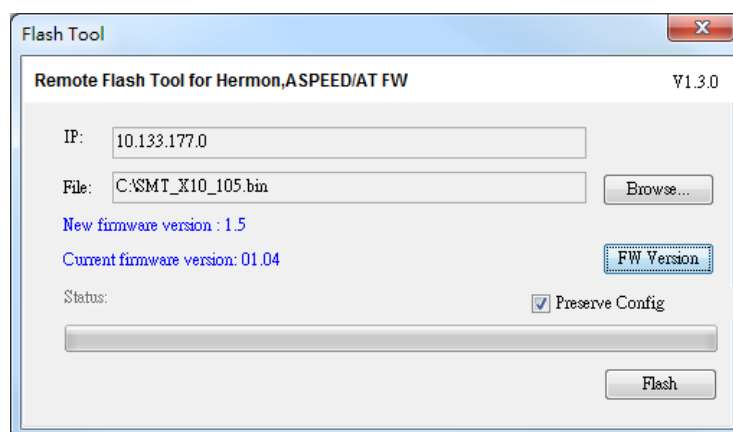 Flash Tool
Remote Flash Tool for Hermon,ASPEED/AT FW V1.3.0
IP: 10.133.177.0
File: C:\SMT_X10_105.bin Browse...
New firmware version : 1.5
Current firmware version: 01.04 FW Version
Status: Preserve Config
Flash